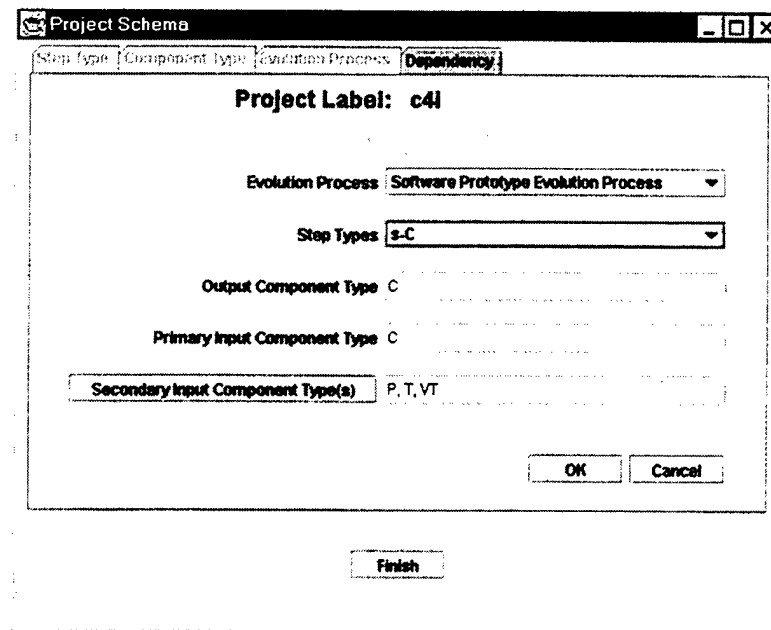 Project Schema
Step Type Component Type Evolution Process Dependency
Project Label: c4i
Evolution Process Software Prototype Evolution Process
Step Types s-C
Output Component Type C
Primary Input Component Type C
Secondary Input Component Type(s) P, T, VT
OK Cancel
Finish